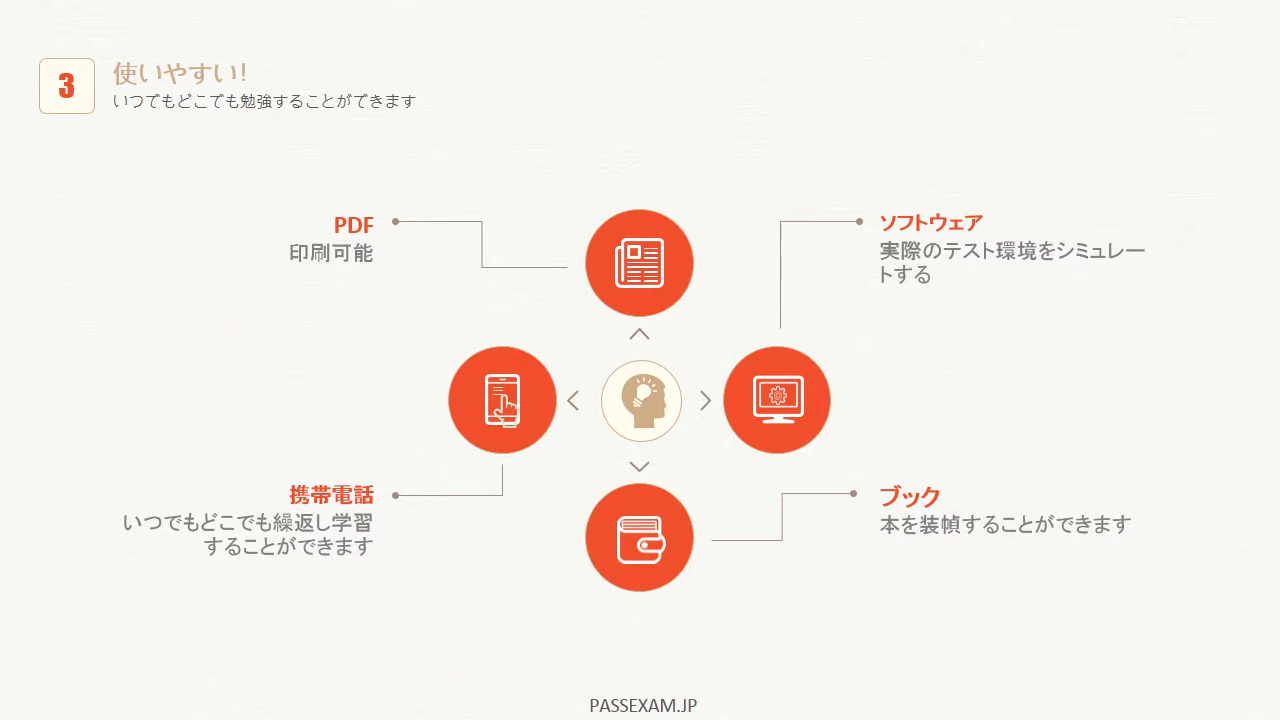 3
使いやすい!
いつでもどこでも勉強することができます
PDF
印刷可能
ソフトウェア
実際のテスト環境をシミュレー
トする
携帯電話
いつでもどこでも繰返し学習
することができます
ブック
本を装幀することができます
PASSEXAM.JP